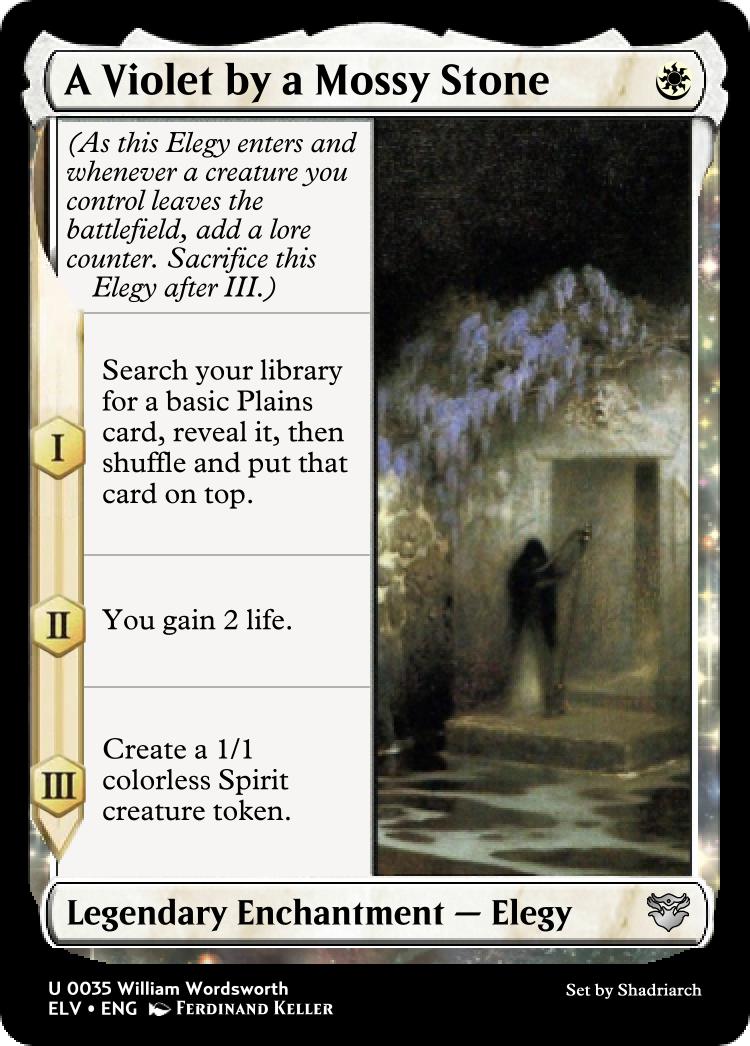 A Violet by a Mossy Stone
(As this Elegy enters and
whenever a creature you
control leaves the
battlefield, add a lore
counter. Sacrifice this
Elegy after III.)
I
Search your library
for a basic Plains
card, reveal it, then
shuffle and put that
card on top.
II
You gain 2 life.
III
Create a 1/1
colorless Spirit
creature token.
Legendary Enchantment — Elegy
U 0035 William Wordsworth
ELV • ENG Ferdinand Keller
Set by Shadriarch